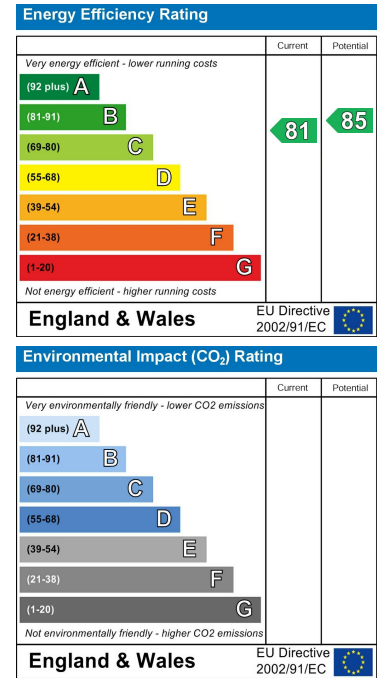 Energy Efficiency Rating
Current Potential
Very energy efficient - lower running costs
(92 plus) A
(81-91) B
(69-80) C
(55-68) D
(39-54) E
(21-38) F
(1-20) G
81 85
Not energy efficient - higher running costs
England & Wales
EU Directive
2002/91/EC
Environmental Impact (CO₂) Rating
Current Potential
Very environmentally friendly - lower CO2 emissions
(92 plus) A
(81-91) B
(69-80) C
(55-68) D
(39-54) E
(21-38) F
(1-20) G
Not environmentally friendly - higher CO2 emissions
England & Wales
EU Directive
2002/91/EC